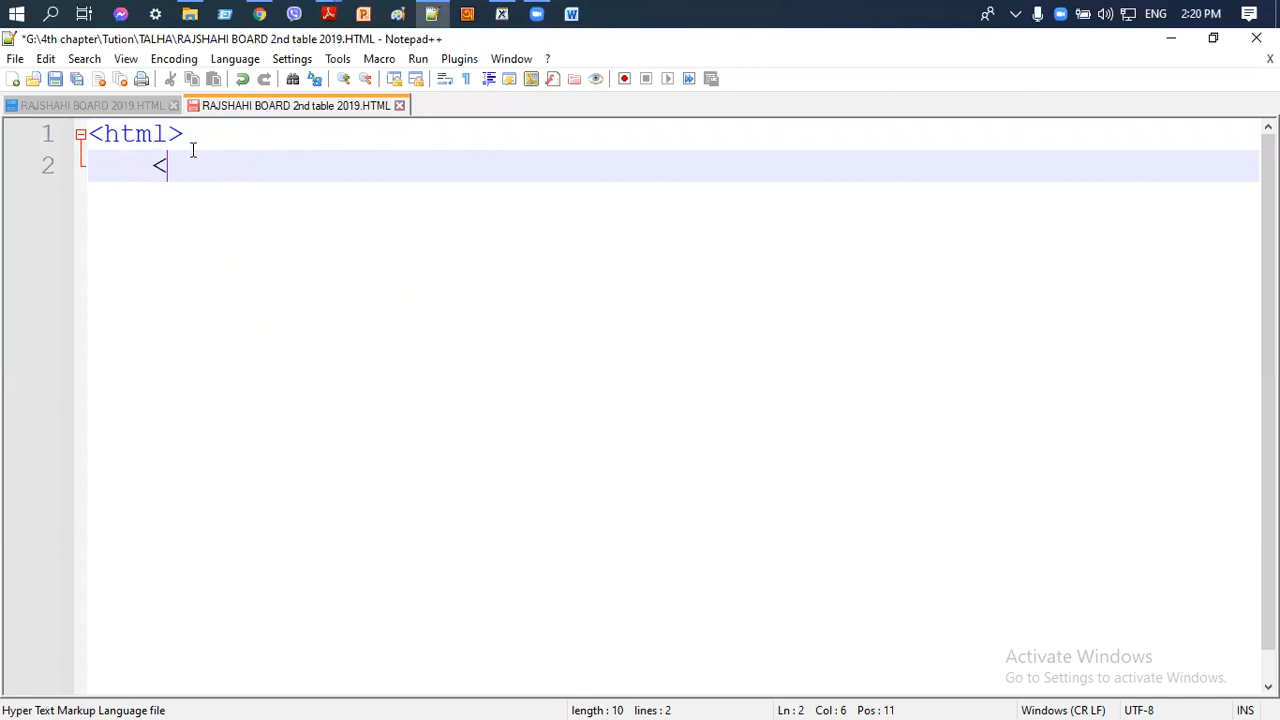 ENG 2:20 PM
*G:\4th chapter\Tution\TALHA\RAJSHAHI BOARD 2nd table 2019.HTML - Notepad++
File Edit Search View Encoding Language Settings Tools Macro Run Plugins Window ? X
RAJSHAHI BOARD 2019.HTML RAJSHAHI BOARD 2nd table 2019.HTML
1 <html>
2 <
Activate Windows
Go to Settings to activate Windows.
Hyper Text Markup Language file length : 10 lines : 2 Ln : 2 Col : 6 Pos : 11 Windows (CR LF) UTF-8 INS